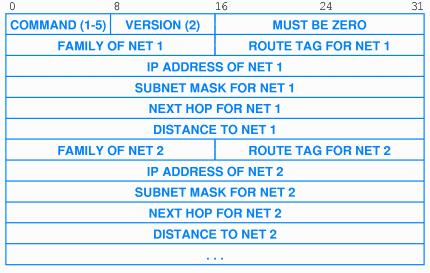 0 8 16 24 31
COMMAND (1-5) VERSION (2) MUST BE ZERO
FAMILY OF NET 1 ROUTE TAG FOR NET 1
IP ADDRESS OF NET 1
SUBNET MASK FOR NET 1
NEXT HOP FOR NET 1
DISTANCE TO NET 1
FAMILY OF NET 2 ROUTE TAG FOR NET 2
IP ADDRESS OF NET 2
SUBNET MASK FOR NET 2
NEXT HOP FOR NET 2
DISTANCE TO NET 2
...